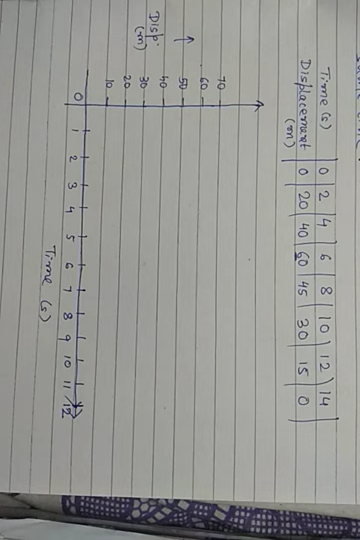 Time (s) 0 2 4 6 8 10 12 14
Displacement (m) 0 20 40 60 45 30 15 0
70
60
50
40
30
20
10
Disp. (m)
0 1 2 3 4 5 6 7 8 9 10 11 12
Time (s)